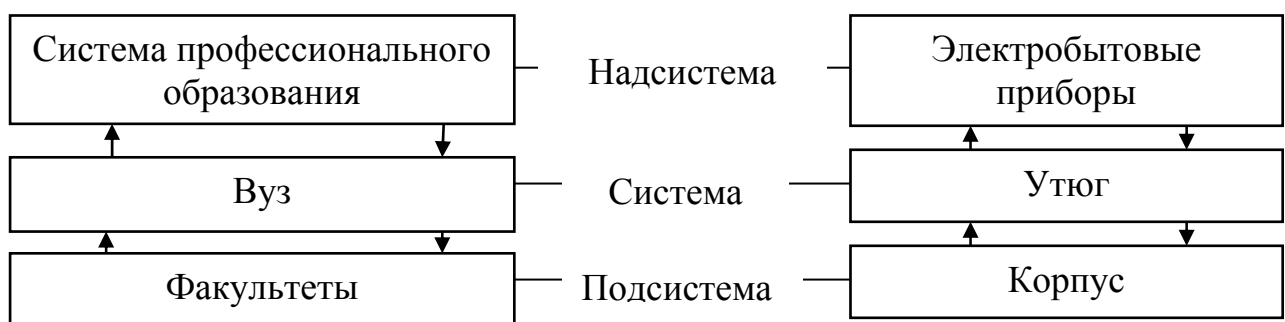 Система профессионального
образования
Надсистема
Электробытовые
приборы
Вуз
Система
Утюг
Факультеты
Подсистема
Корпус